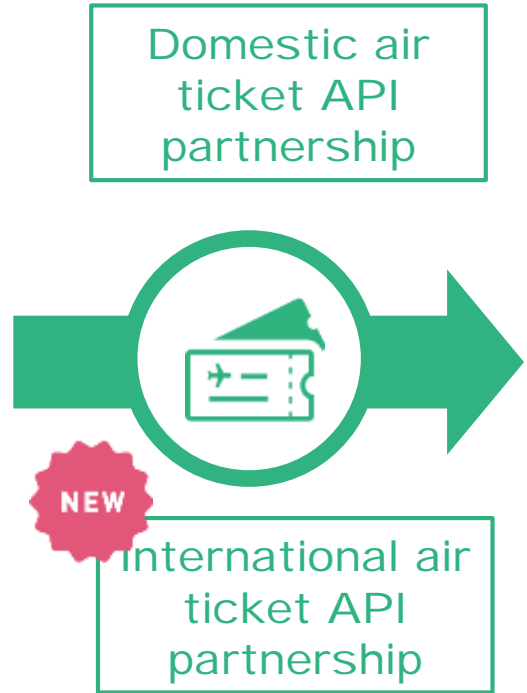 Domestic air
ticket API
partnership
NEW
International air
ticket API
partnership